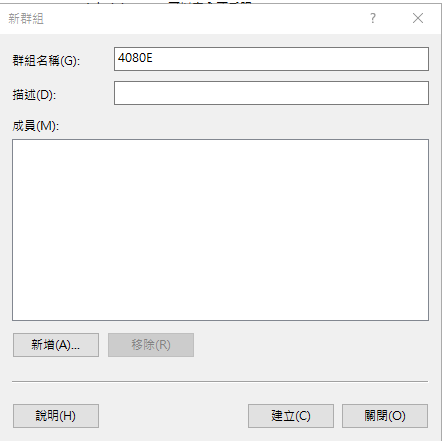 新群組
?
群組名稱(G):
4080E
描述(D):
成員(M):
新增(A)...
移除(R)
說明(H)
建立(C)
關閉(O)